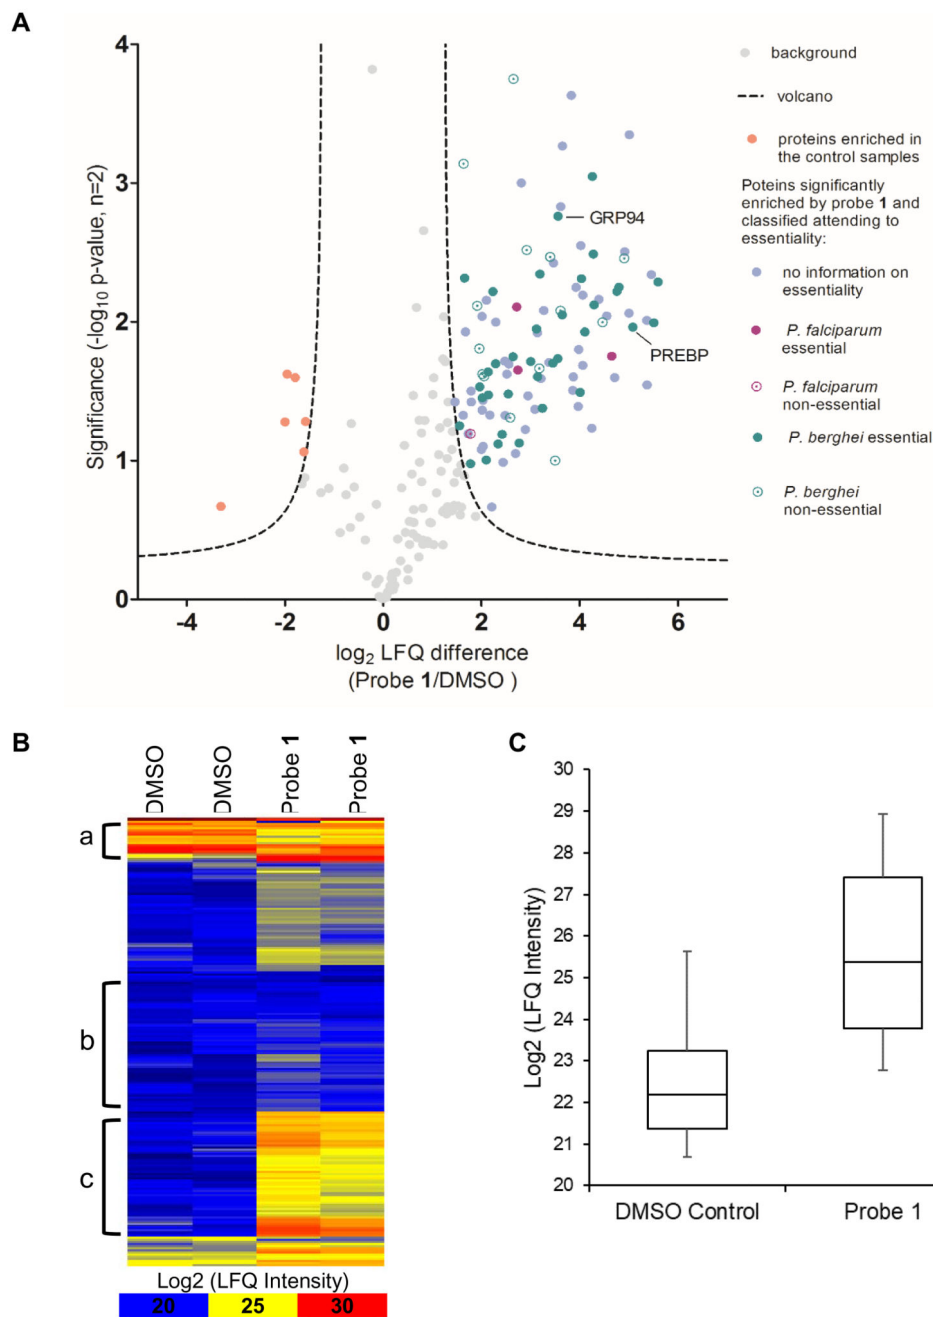 A
4
3
2
1
0
-4
-2
0
2
4
6
Significance (-log10 p-value, n=2)
log2 LFQ difference
(Probe 1/DMSO )
GRP94
PREBP
background
volcano
proteins enriched in
the control samples
Poteins significantly
enriched by probe 1 and
classified attending to
essentiality:
no information on
essentiality
P. falciparum
essential
P. falciparum
non-essential
P. berghei essential
P. berghei
non-essential
B
DMSO
DMSO
Probe 1
Probe 1
a
b
c
Log2 (LFQ Intensity)
20
25
30
C
30
29
28
27
26
25
24
23
22
21
20
Log2 (LFQ Intensity)
DMSO Control
Probe 1